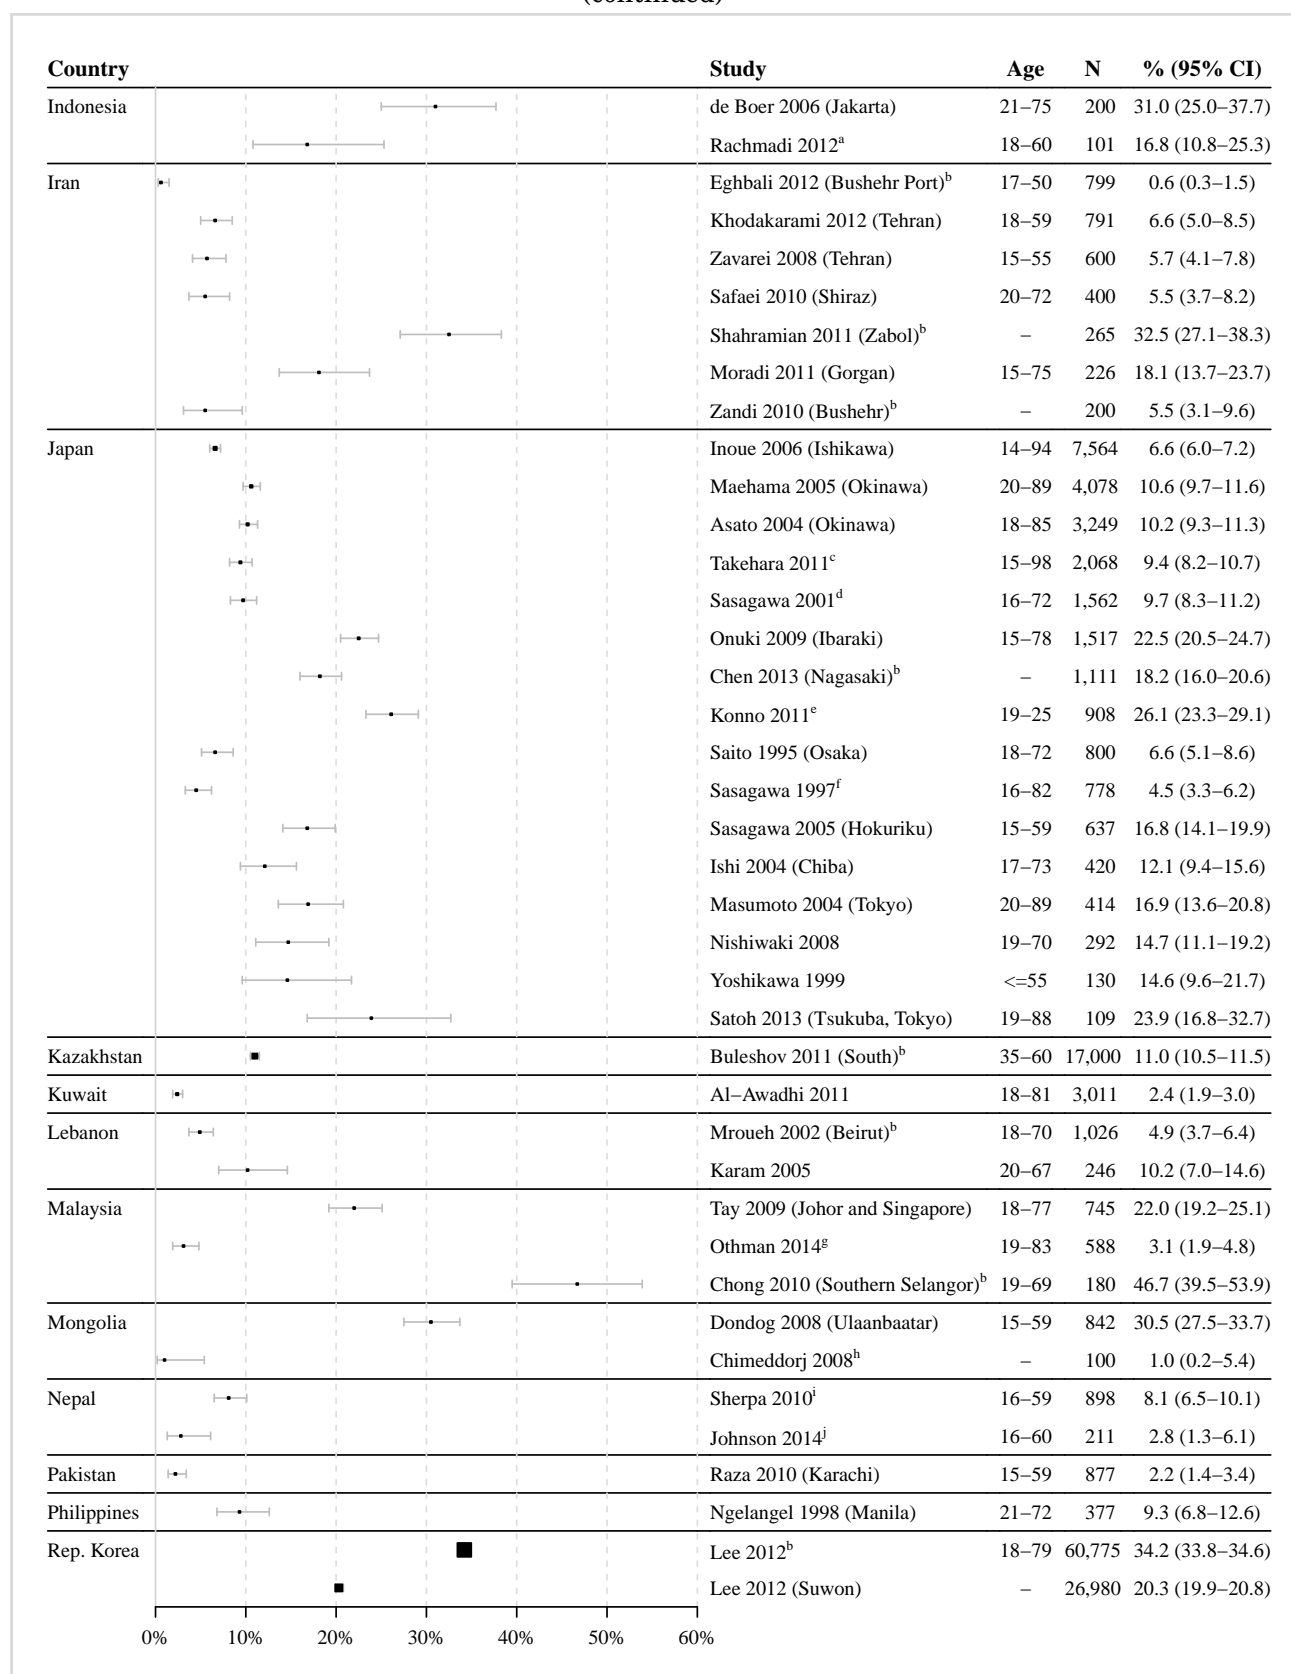 (continued)
Country Study Age N % (95% CI)
Indonesia de Boer 2006 (Jakarta) 21–75 200 31.0 (25.0–37.7)
Rachmadi 2012a 18–60 101 16.8 (10.8–25.3)
Iran Eghbali 2012 (Bushehr Port)b 17–50 799 0.6 (0.3–1.5)
Khodakarami 2012 (Tehran) 18–59 791 6.6 (5.0–8.5)
Zavarei 2008 (Tehran) 15–55 600 5.7 (4.1–7.8)
Safaei 2010 (Shiraz) 20–72 400 5.5 (3.7–8.2)
Shahramian 2011 (Zabol)b – 265 32.5 (27.1–38.3)
Moradi 2011 (Gorgan) 15–75 226 18.1 (13.7–23.7)
Zandi 2010 (Bushehr)b – 200 5.5 (3.1–9.6)
Japan Inoue 2006 (Ishikawa) 14–94 7,564 6.6 (6.0–7.2)
Maehama 2005 (Okinawa) 20–89 4,078 10.6 (9.7–11.6)
Asato 2004 (Okinawa) 18–85 3,249 10.2 (9.3–11.3)
Takehara 2011c 15–98 2,068 9.4 (8.2–10.7)
Sasagawa 2001d 16–72 1,562 9.7 (8.3–11.2)
Onuki 2009 (Ibaraki) 15–78 1,517 22.5 (20.5–24.7)
Chen 2013 (Nagasaki)b – 1,111 18.2 (16.0–20.6)
Konno 2011e 19–25 908 26.1 (23.3–29.1)
Saito 1995 (Osaka) 18–72 800 6.6 (5.1–8.6)
Sasagawa 1997f 16–82 778 4.5 (3.3–6.2)
Sasagawa 2005 (Hokuriku) 15–59 637 16.8 (14.1–19.9)
Ishi 2004 (Chiba) 17–73 420 12.1 (9.4–15.6)
Masumoto 2004 (Tokyo) 20–89 414 16.9 (13.6–20.8)
Nishiwaki 2008 19–70 292 14.7 (11.1–19.2)
Yoshikawa 1999 <=55 130 14.6 (9.6–21.7)
Satoh 2013 (Tsukuba, Tokyo) 19–88 109 23.9 (16.8–32.7)
Kazakhstan Buleshov 2011 (South)b 35–60 17,000 11.0 (10.5–11.5)
Kuwait Al−Awadhi 2011 18–81 3,011 2.4 (1.9–3.0)
Lebanon Mroueh 2002 (Beirut)b 18–70 1,026 4.9 (3.7–6.4)
Karam 2005 20–67 246 10.2 (7.0–14.6)
Malaysia Tay 2009 (Johor and Singapore) 18–77 745 22.0 (19.2–25.1)
Othman 2014g 19–83 588 3.1 (1.9–4.8)
Chong 2010 (Southern Selangor)b 19–69 180 46.7 (39.5–53.9)
Mongolia Dondog 2008 (Ulaanbaatar) 15–59 842 30.5 (27.5–33.7)
Chimeddorj 2008h – 100 1.0 (0.2–5.4)
Nepal Sherpa 2010i 16–59 898 8.1 (6.5–10.1)
Johnson 2014j 16–60 211 2.8 (1.3–6.1)
Pakistan Raza 2010 (Karachi) 15–59 877 2.2 (1.4–3.4)
Philippines Ngelangel 1998 (Manila) 21–72 377 9.3 (6.8–12.6)
Rep. Korea Lee 2012b 18–79 60,775 34.2 (33.8–34.6)
Lee 2012 (Suwon) – 26,980 20.3 (19.9–20.8)
0% 10% 20% 30% 40% 50% 60%